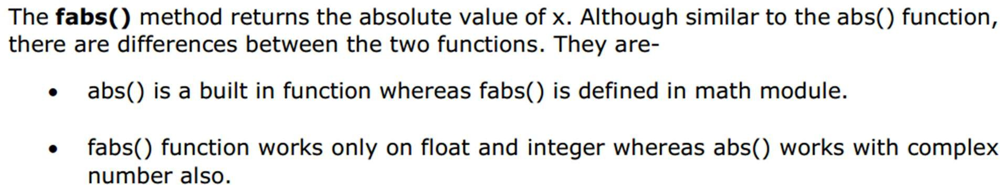 The fabs() method returns the absolute value of x. Although similar to the abs() function,
there are differences between the two functions. They are-
• abs() is a built in function whereas fabs() is defined in math module.
• fabs() function works only on float and integer whereas abs() works with complex
number also.